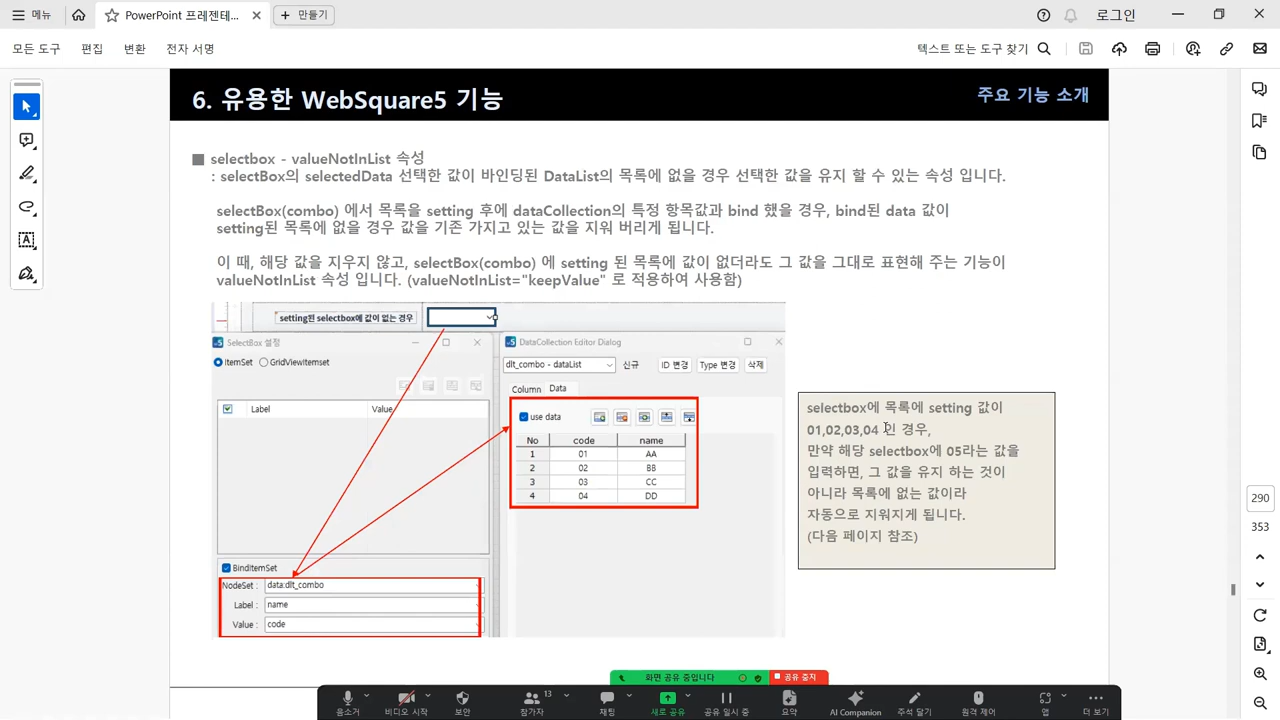 메뉴
PowerPoint 프레젠테...
만들기
로그인
모든 도구
편집
변환
전자 서명
텍스트 또는 도구 찾기
6. 유용한 WebSquare5 기능
주요 기능 소개
■ selectbox - valueNotInList 속성
: selectBox의 selectedData 선택한 값이 바인딩된 DataList의 목록에 없을 경우 선택한 값을 유지 할 수 있는 속성 입니다.
selectBox(combo) 에서 목록을 setting 후에 dataCollection의 특정 항목값과 bind 했을 경우, bind된 data 값이
setting된 목록에 없을 경우 값을 기존 가지고 있는 값을 지워 버리게 됩니다.
이 때, 해당 값을 지우지 않고, selectBox(combo) 에 setting 된 목록에 값이 없더라도 그 값을 그대로 표현해 주는 기능이
valueNotInList 속성 입니다. (valueNotInList="keepValue" 로 적용하여 사용함)
setting된 selectbox에 값이 없는 경우
SelectBox 설정
ItemSet
GridViewItemset
Label
Value
BindItemSet
NodeSet : data:dlt_combo
Label : name
Value : code
DataCollection Editor Dialog
dlt_combo - dataList
신규
ID 변경
Type 변경
삭제
Column
Data
use data
No code name
1 01 AA
2 02 BB
3 03 CC
4 04 DD
selectbox에 목록에 setting 값이
01,02,03,04 인 경우,
만약 해당 selectbox에 05라는 값을
입력하면, 그 값을 유지 하는 것이
아니라 목록에 없는 값이라
자동으로 지워지게 됩니다.
(다음 페이지 참조)
290
353
화면 공유 중입니다
공유 중지
음소거
비디오 시작
보안
13
참가자
채팅
새로 공유
공유 일시 중
요약
AI Companion
주석 달기
원격 제어
앱
더 보기